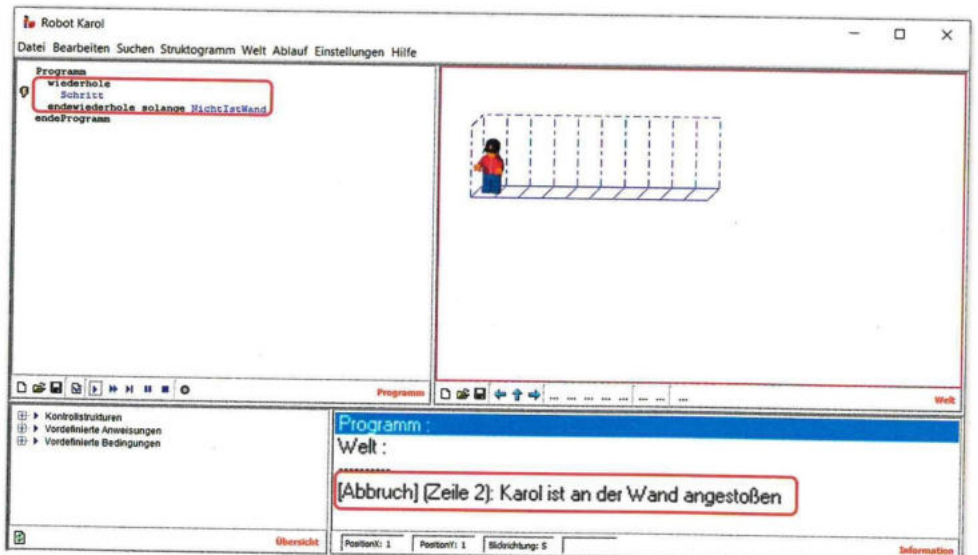 Robot Karol
Datei Bearbeiten Suchen Struktogramm Welt Ablauf Einstellungen Hilfe
Programm
wiederhole
Schritt
endewiederhole solange NichtIstWand
endeProgramm
Programm
Welt
Kontrollstrukturen
Vordefinierte Anweisungen
Vordefinierte Bedingungen
Übersicht
Programm :
Welt :
----------
[Abbruch] (Zeile 2): Karol ist an der Wand angestoßen
PositionX: 1 PositionY: 1 Blickrichtung: S
Information